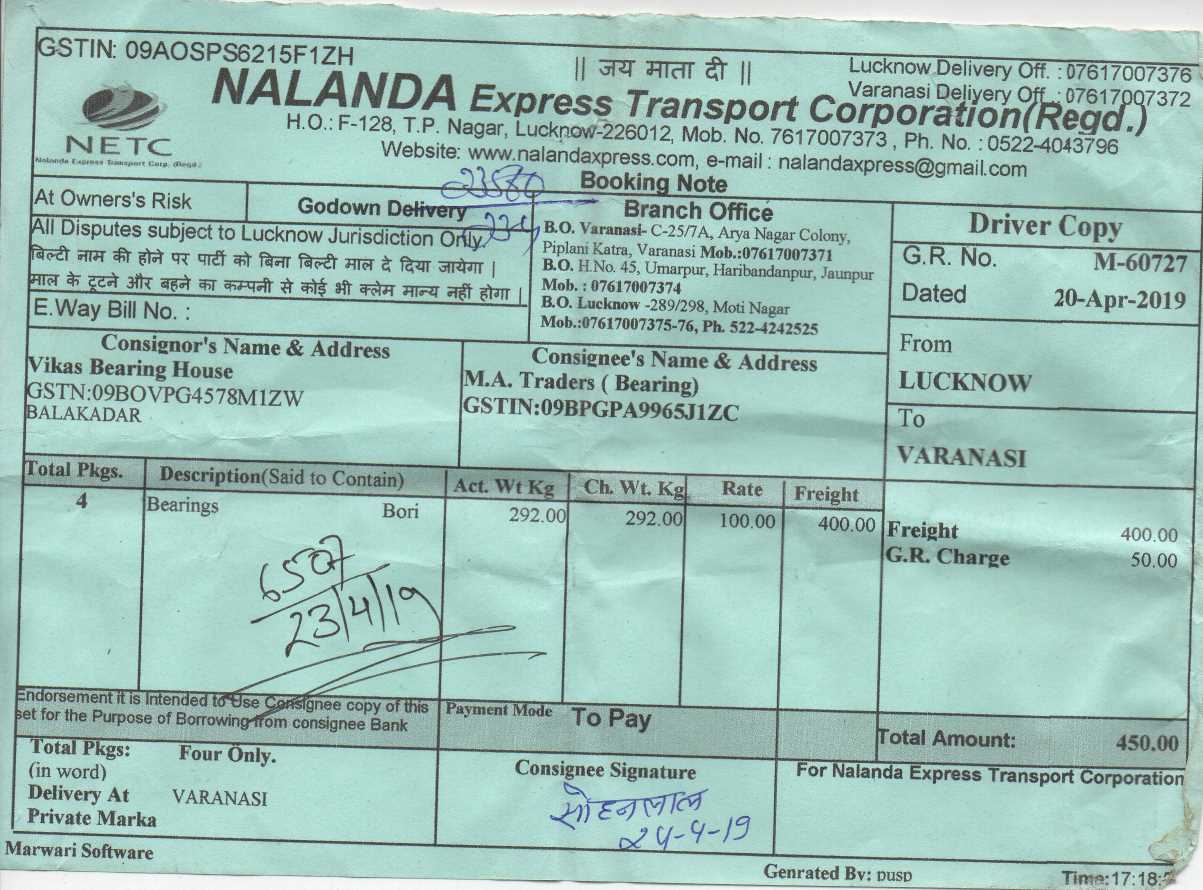 GSTIN: 09AOSPS6215F1ZH
|| जय माता दी ||
Lucknow Delivery Off. : 07617007376
Varanasi Delivery Off. : 07617007372
NALANDA Express Transport Corporation(Regd.)
NETC
Nalanda Express Transport Corp. (Regd.)
H.O.: F-128, T.P. Nagar, Lucknow-226012, Mob. No. 7617007373 , Ph. No. : 0522-4043796
Website: www.nalandaxpress.com, e-mail : nalandaxpress@gmail.com
Booking Note
23580
234
At Owners's Risk
Godown Delivery
All Disputes subject to Lucknow Jurisdiction Only.
बिल्टी नाम की होने पर पार्टी को बिना बिल्टी माल दे दिया जायेगा |
माल के टूटने और बहने का कम्पनी से कोई भी क्लेम मान्य नहीं होगा |
E.Way Bill No. :
Branch Office
B.O. Varanasi- C-25/7A, Arya Nagar Colony,
Piplani Katra, Varanasi Mob.:07617007371
B.O. H.No. 45, Umarpur, Haribandanpur, Jaunpur
Mob. : 07617007374
B.O. Lucknow -289/298, Moti Nagar
Mob.:07617007375-76, Ph. 522-4242525
Driver Copy
G.R. No. M-60727
Dated 20-Apr-2019
From
LUCKNOW
To
VARANASI
Consignor's Name & Address
Vikas Bearing House
GSTN:09BOVPG4578M1ZW
BALAKADAR
Consignee's Name & Address
M.A. Traders ( Bearing)
GSTIN:09BPGPA9965J1ZC
Total Pkgs. Description(Said to Contain) Act. Wt Kg Ch. Wt. Kg Rate Freight
4 Bearings Bori 292.00 292.00 100.00 400.00
Freight 400.00
G.R. Charge 50.00
6507
23/4/19
Endorsement it is Intended to Use Consignee copy of this
set for the Purpose of Borrowing from consignee Bank
Payment Mode To Pay
Total Amount: 450.00
Total Pkgs: Four Only.
(in word)
Delivery At VARANASI
Private Marka
Consignee Signature
सोहनलाल
24-4-19
For Nalanda Express Transport Corporation
Marwari Software
Genrated By: pusp
Time:17:18: